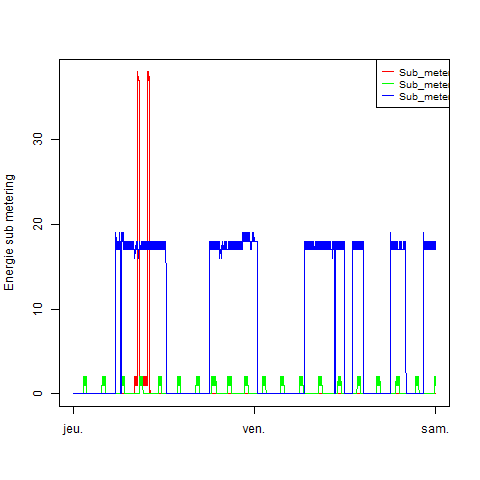 Sub_meter
Sub_meter
Sub_meter
Energie sub metering
30
20
10
0
jeu.
ven.
sam.